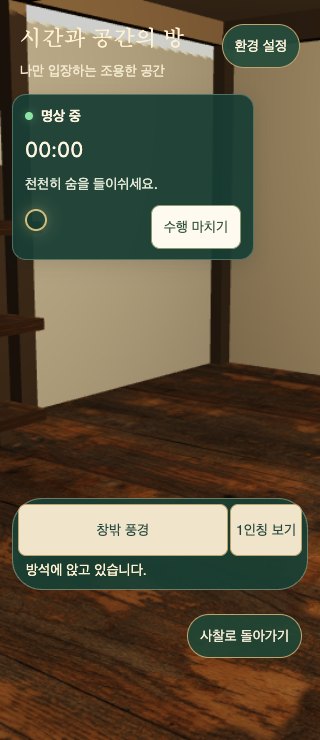 시간과 공간의 방
환경 설정
나만 입장하는 조용한 공간
명상 중
00:00
천천히 숨을 들이쉬세요.
수행 마치기
창밖 풍경
1인칭 보기
방석에 앉고 있습니다.
사찰로 돌아가기